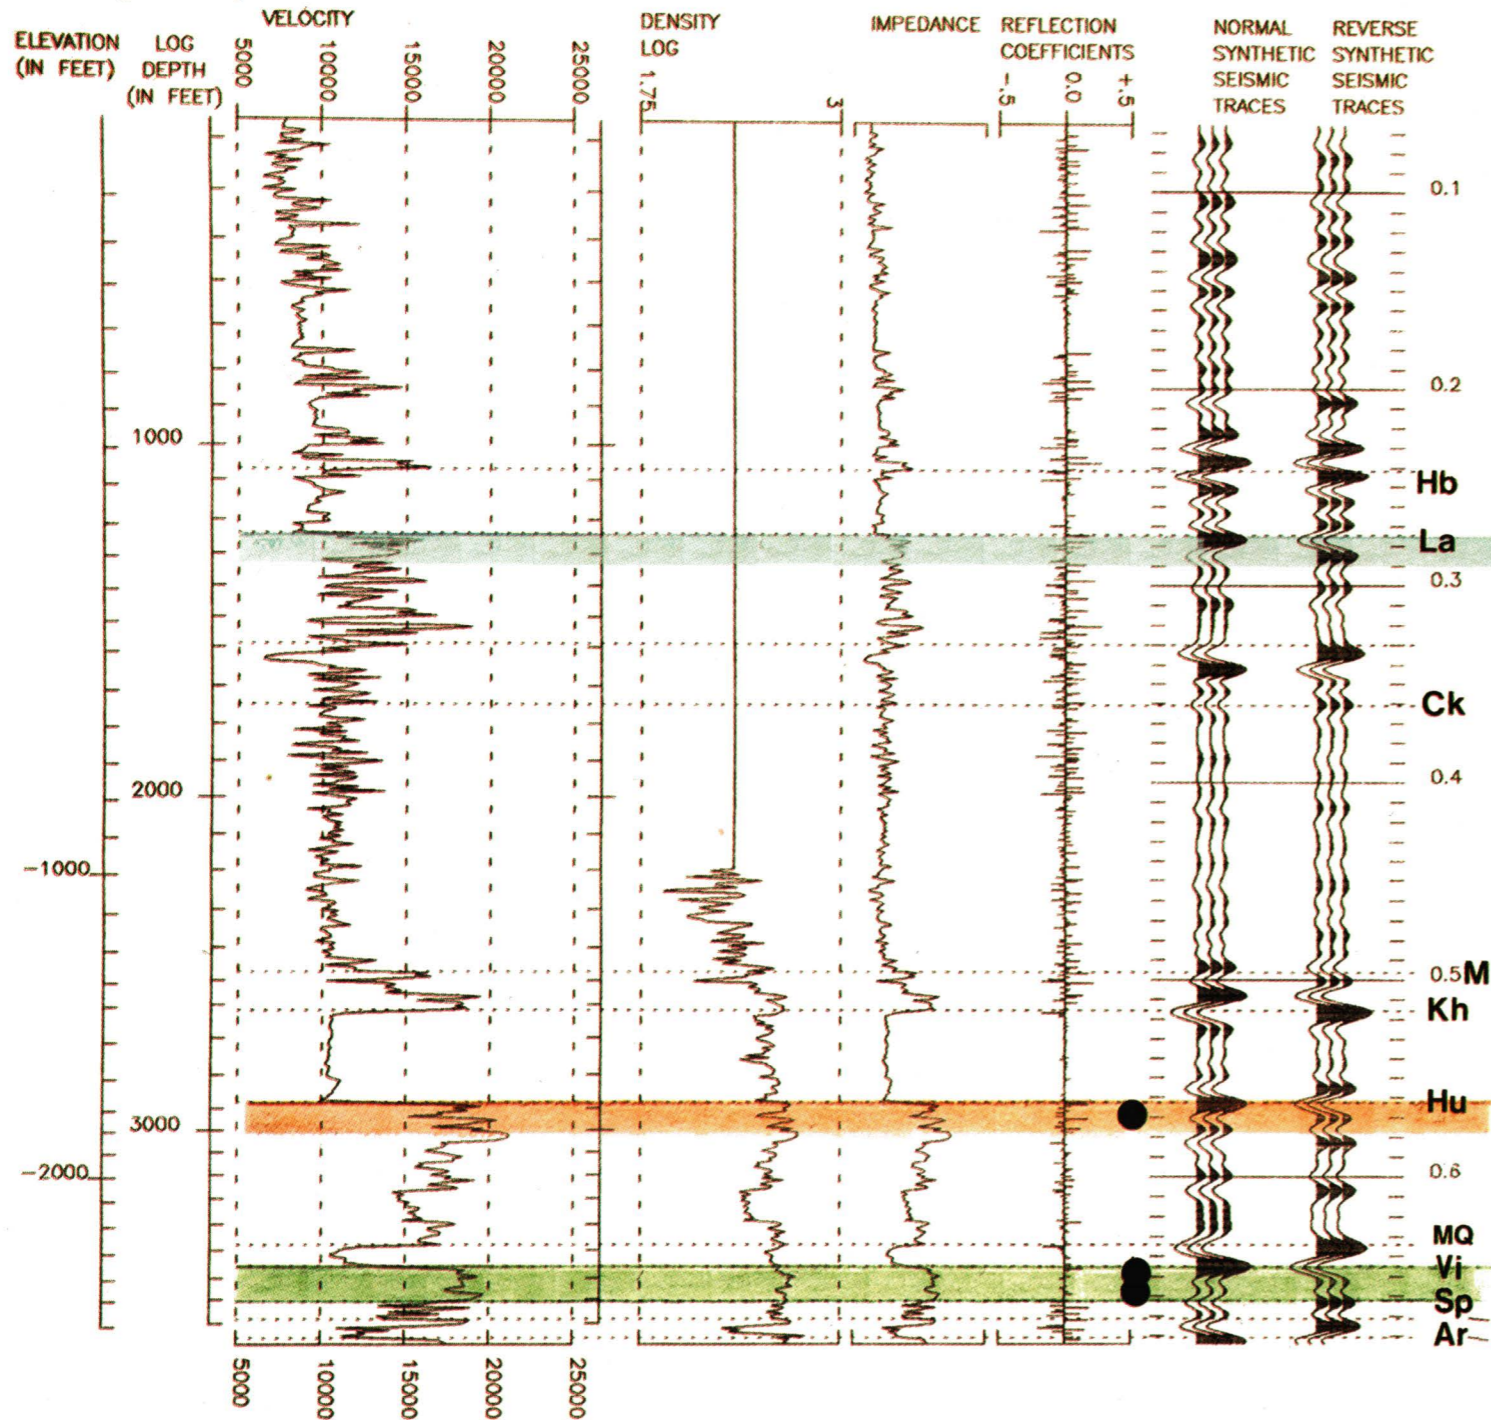 ELEVATION
(IN FEET)
LOG
DEPTH
(IN FEET)
VELOCITY
5000
10000
15000
20000
25000
DENSITY
LOG
1.75
3
IMPEDANCE
REFLECTION
COEFFICIENTS
-.5
0.0
+.5
NORMAL
SYNTHETIC
SEISMIC
TRACES
REVERSE
SYNTHETIC
SEISMIC
TRACES
0.1
0.2
1000
Hb
La
0.3
Ck
0.4
2000
-1000
0.5 M
Kh
Hu
3000
0.6
-2000
MQ
Vi
Sp
Ar
5000
10000
15000
20000
25000